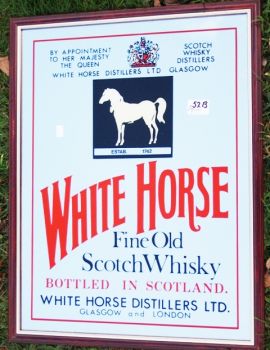 BY APPOINTMENT
TO HER MAJESTY
THE QUEEN
SCOTCH
WHISKY
DISTILLERS
WHITE HORSE DISTILLERS LTD GLASGOW
52B
ESTAB. 1742
WHITE HORSE
Fine Old
Scotch Whisky
BOTTLED IN SCOTLAND.
WHITE HORSE DISTILLERS LTD.
GLASGOW and LONDON